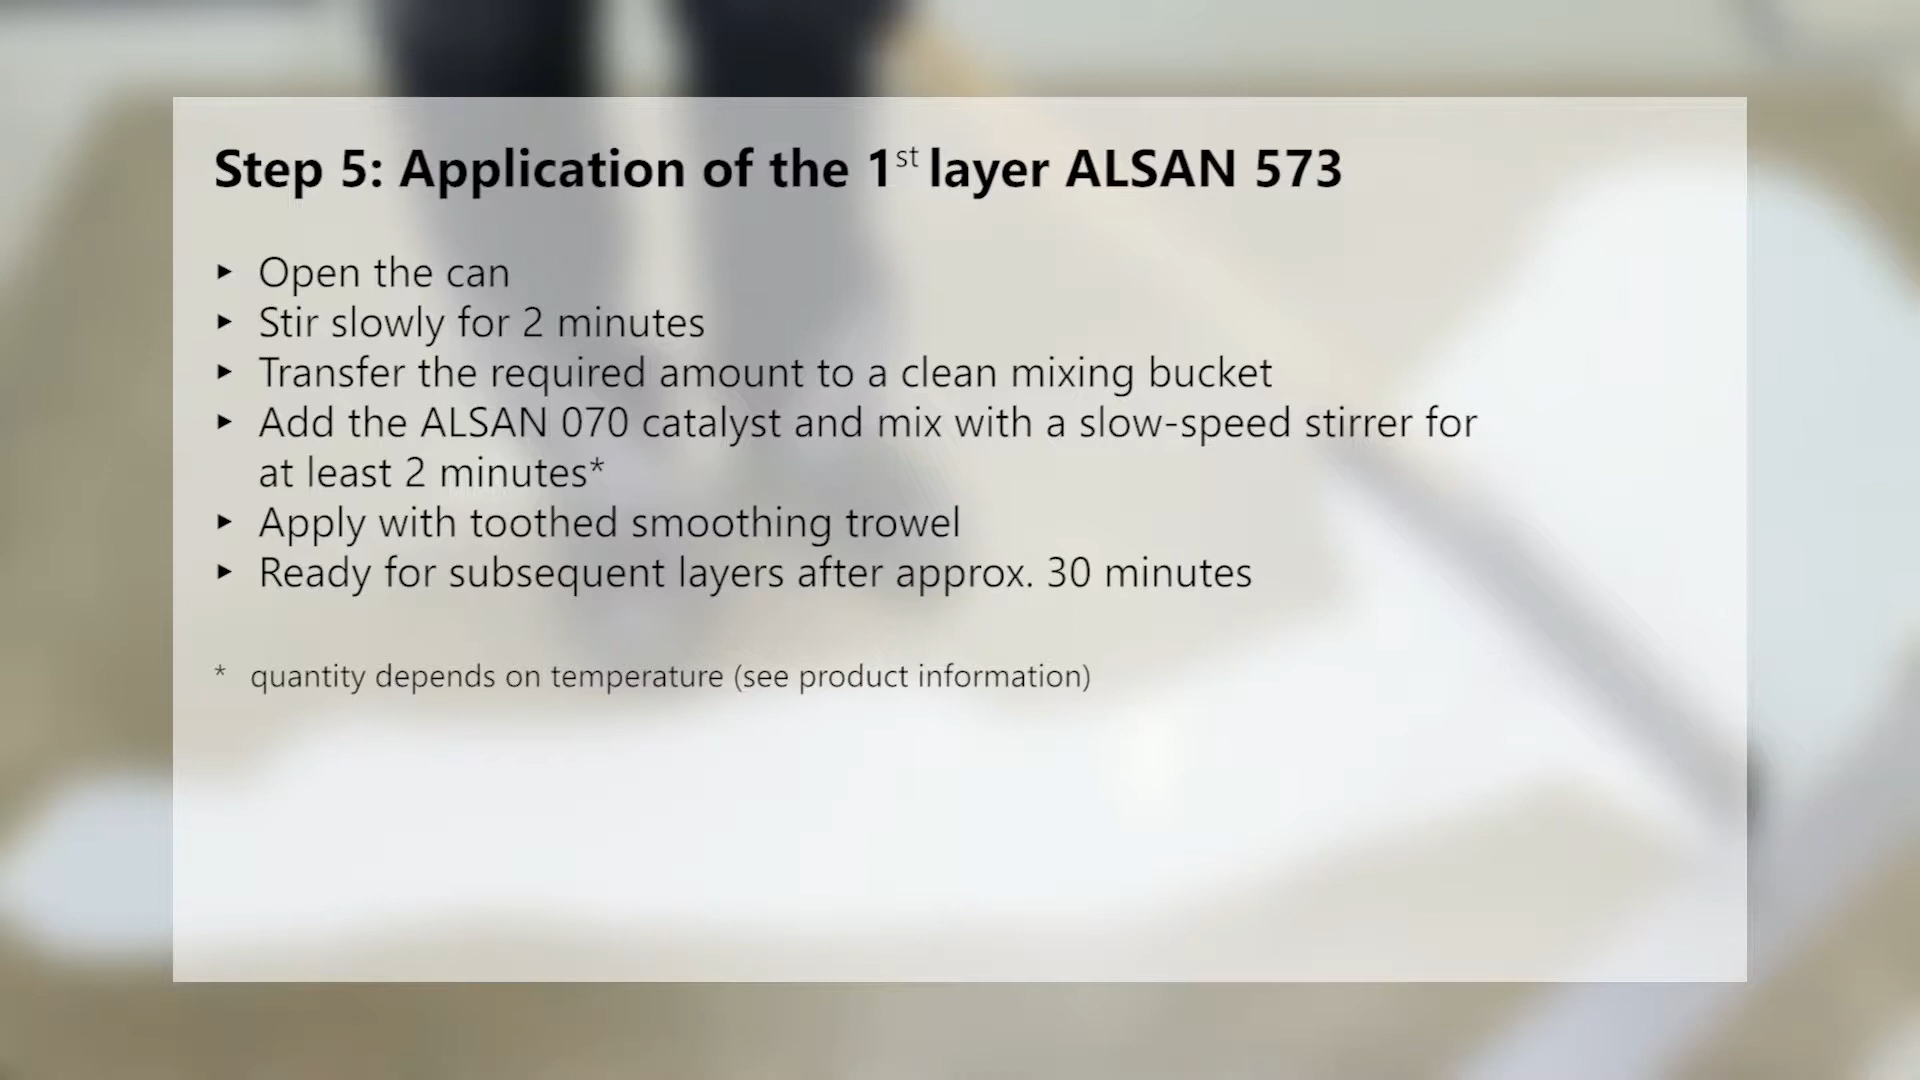 Step 5: Application of the 1st layer ALSAN 573
▸ Open the can
▸ Stir slowly for 2 minutes
▸ Transfer the required amount to a clean mixing bucket
▸ Add the ALSAN 070 catalyst and mix with a slow-speed stirrer for
at least 2 minutes*
▸ Apply with toothed smoothing trowel
▸ Ready for subsequent layers after approx. 30 minutes
* quantity depends on temperature (see product information)